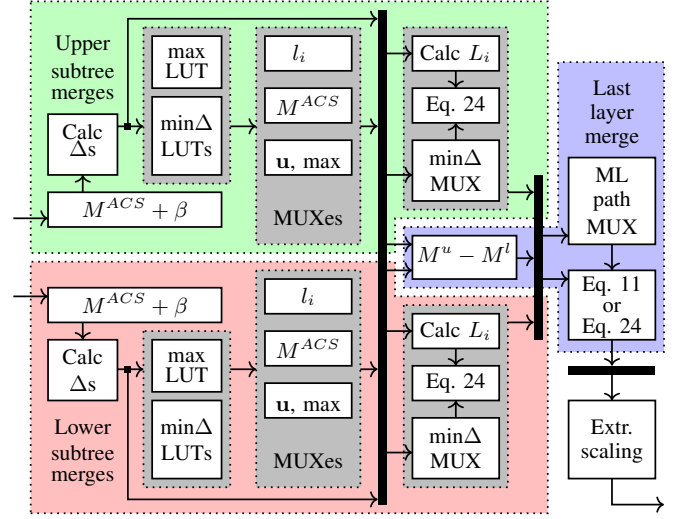 Upper
subtree
merges
Calc
Δs
M^{ACS} + β
max
LUT
minΔ
LUTs
l_i
M^{ACS}
u, max
MUXes
Calc L_i
Eq. 24
minΔ
MUX
Last
layer
merge
ML
path
MUX
M^u − M^l
Eq. 11
or
Eq. 24
M^{ACS} + β
Calc
Δs
Lower
subtree
merges
max
LUT
minΔ
LUTs
l_i
M^{ACS}
u, max
MUXes
Calc L_i
Eq. 24
minΔ
MUX
Extr.
scaling